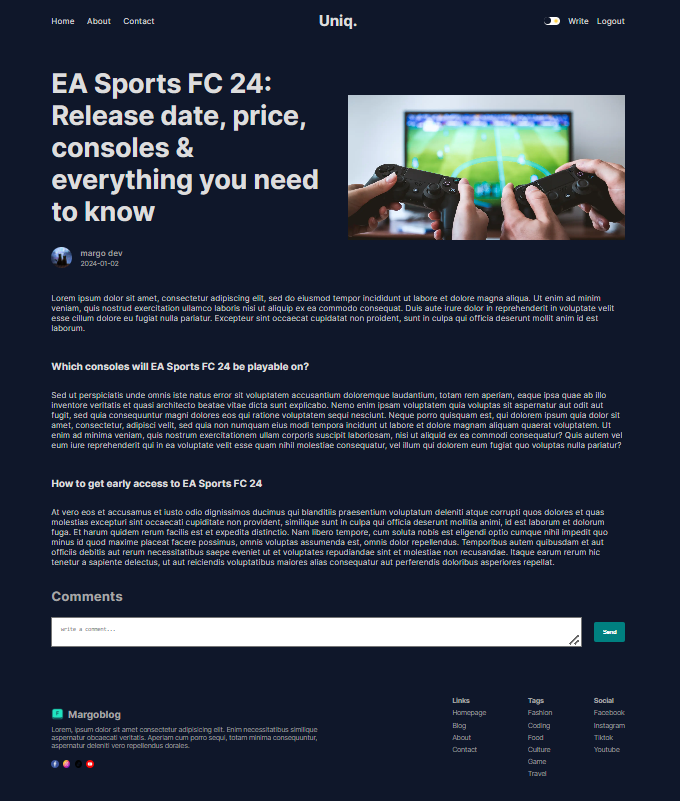 Home About Contact
Uniq.
Write Logout
EA Sports FC 24:
Release date, price,
consoles &
everything you need
to know
margo dev
2024-01-02
Lorem ipsum dolor sit amet, consectetur adipiscing elit, sed do eiusmod tempor incididunt ut labore et dolore magna aliqua. Ut enim ad minim
veniam, quis nostrud exercitation ullamco laboris nisi ut aliquip ex ea commodo consequat. Duis aute irure dolor in reprehenderit in voluptate velit
esse cillum dolore eu fugiat nulla pariatur. Excepteur sint occaecat cupidatat non proident, sunt in culpa qui officia deserunt mollit anim id est
laborum.
Which consoles will EA Sports FC 24 be playable on?
Sed ut perspiciatis unde omnis iste natus error sit voluptatem accusantium doloremque laudantium, totam rem aperiam, eaque ipsa quae ab illo
inventore veritatis et quasi architecto beatae vitae dicta sunt explicabo. Nemo enim ipsam voluptatem quia voluptas sit aspernatur aut odit aut
fugit, sed quia consequuntur magni dolores eos qui ratione voluptatem sequi nesciunt. Neque porro quisquam est, qui dolorem ipsum quia dolor sit
amet, consectetur, adipisci velit, sed quia non numquam eius modi tempora incidunt ut labore et dolore magnam aliquam quaerat voluptatem. Ut
enim ad minima veniam, quis nostrum exercitationem ullam corporis suscipit laboriosam, nisi ut aliquid ex ea commodi consequatur? Quis autem vel
eum iure reprehenderit qui in ea voluptate velit esse quam nihil molestiae consequatur, vel illum qui dolorem eum fugiat quo voluptas nulla pariatur?
How to get early access to EA Sports FC 24
At vero eos et accusamus et iusto odio dignissimos ducimus qui blanditiis praesentium voluptatum deleniti atque corrupti quos dolores et quas
molestias excepturi sint occaecati cupiditate non provident, similique sunt in culpa qui officia deserunt mollitia animi, id est laborum et dolorum
fuga. Et harum quidem rerum facilis est et expedita distinctio. Nam libero tempore, cum soluta nobis est eligendi optio cumque nihil impedit quo
minus id quod maxime placeat facere possimus, omnis voluptas assumenda est, omnis dolor repellendus. Temporibus autem quibusdam et aut
officiis debitis aut rerum necessitatibus saepe eveniet ut et voluptates repudiandae sint et molestiae non recusandae. Itaque earum rerum hic
tenetur a sapiente delectus, ut aut reiciendis voluptatibus maiores alias consequatur aut perferendis doloribus asperiores repellat.
Comments
write a comment...
Send
Margoblog
Lorem, ipsum dolor sit amet consectetur adipisicing elit. Enim necessitatibus similique
aspernatur obcaecati veritatis. Aperiam cum porro sequi, totam minima consequuntur,
aspernatur deleniti vero repellendus dorales.
Links
Homepage
Blog
About
Contact
Tags
Fashion
Coding
Food
Culture
Game
Travel
Social
Facebook
Instagram
Tiktok
Youtube